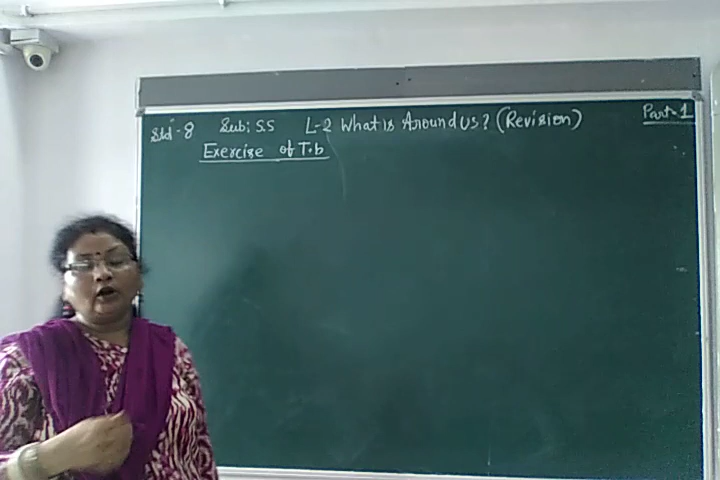 Std - 8 Sub: S.S L-2 What is Around us? (Revision) Part-1
Exercise of T.b